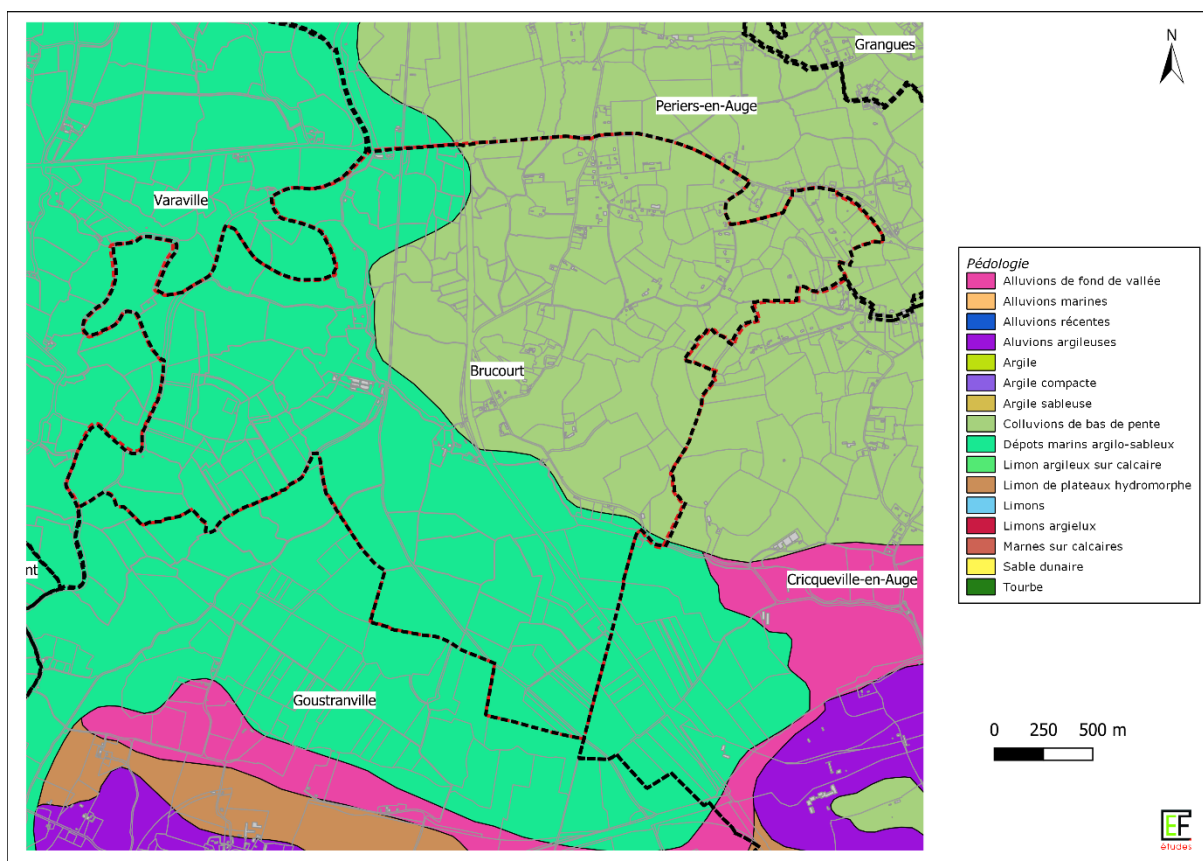 Grangues
N
Periers-en-Auge
Varaville
Brucourt
nt
Cricqueville-en-Auge
Goustranville
Pédologie
Alluvions de fond de vallée
Alluvions marines
Alluvions récentes
Aluvions argileuses
Argile
Argile compacte
Argile sableuse
Colluvions de bas de pente
Dépots marins argilo-sableux
Limon argileux sur calcaire
Limon de plateaux hydromorphe
Limons
Limons argielux
Marnes sur calcaires
Sable dunaire
Tourbe
0 250 500 m
EF
études